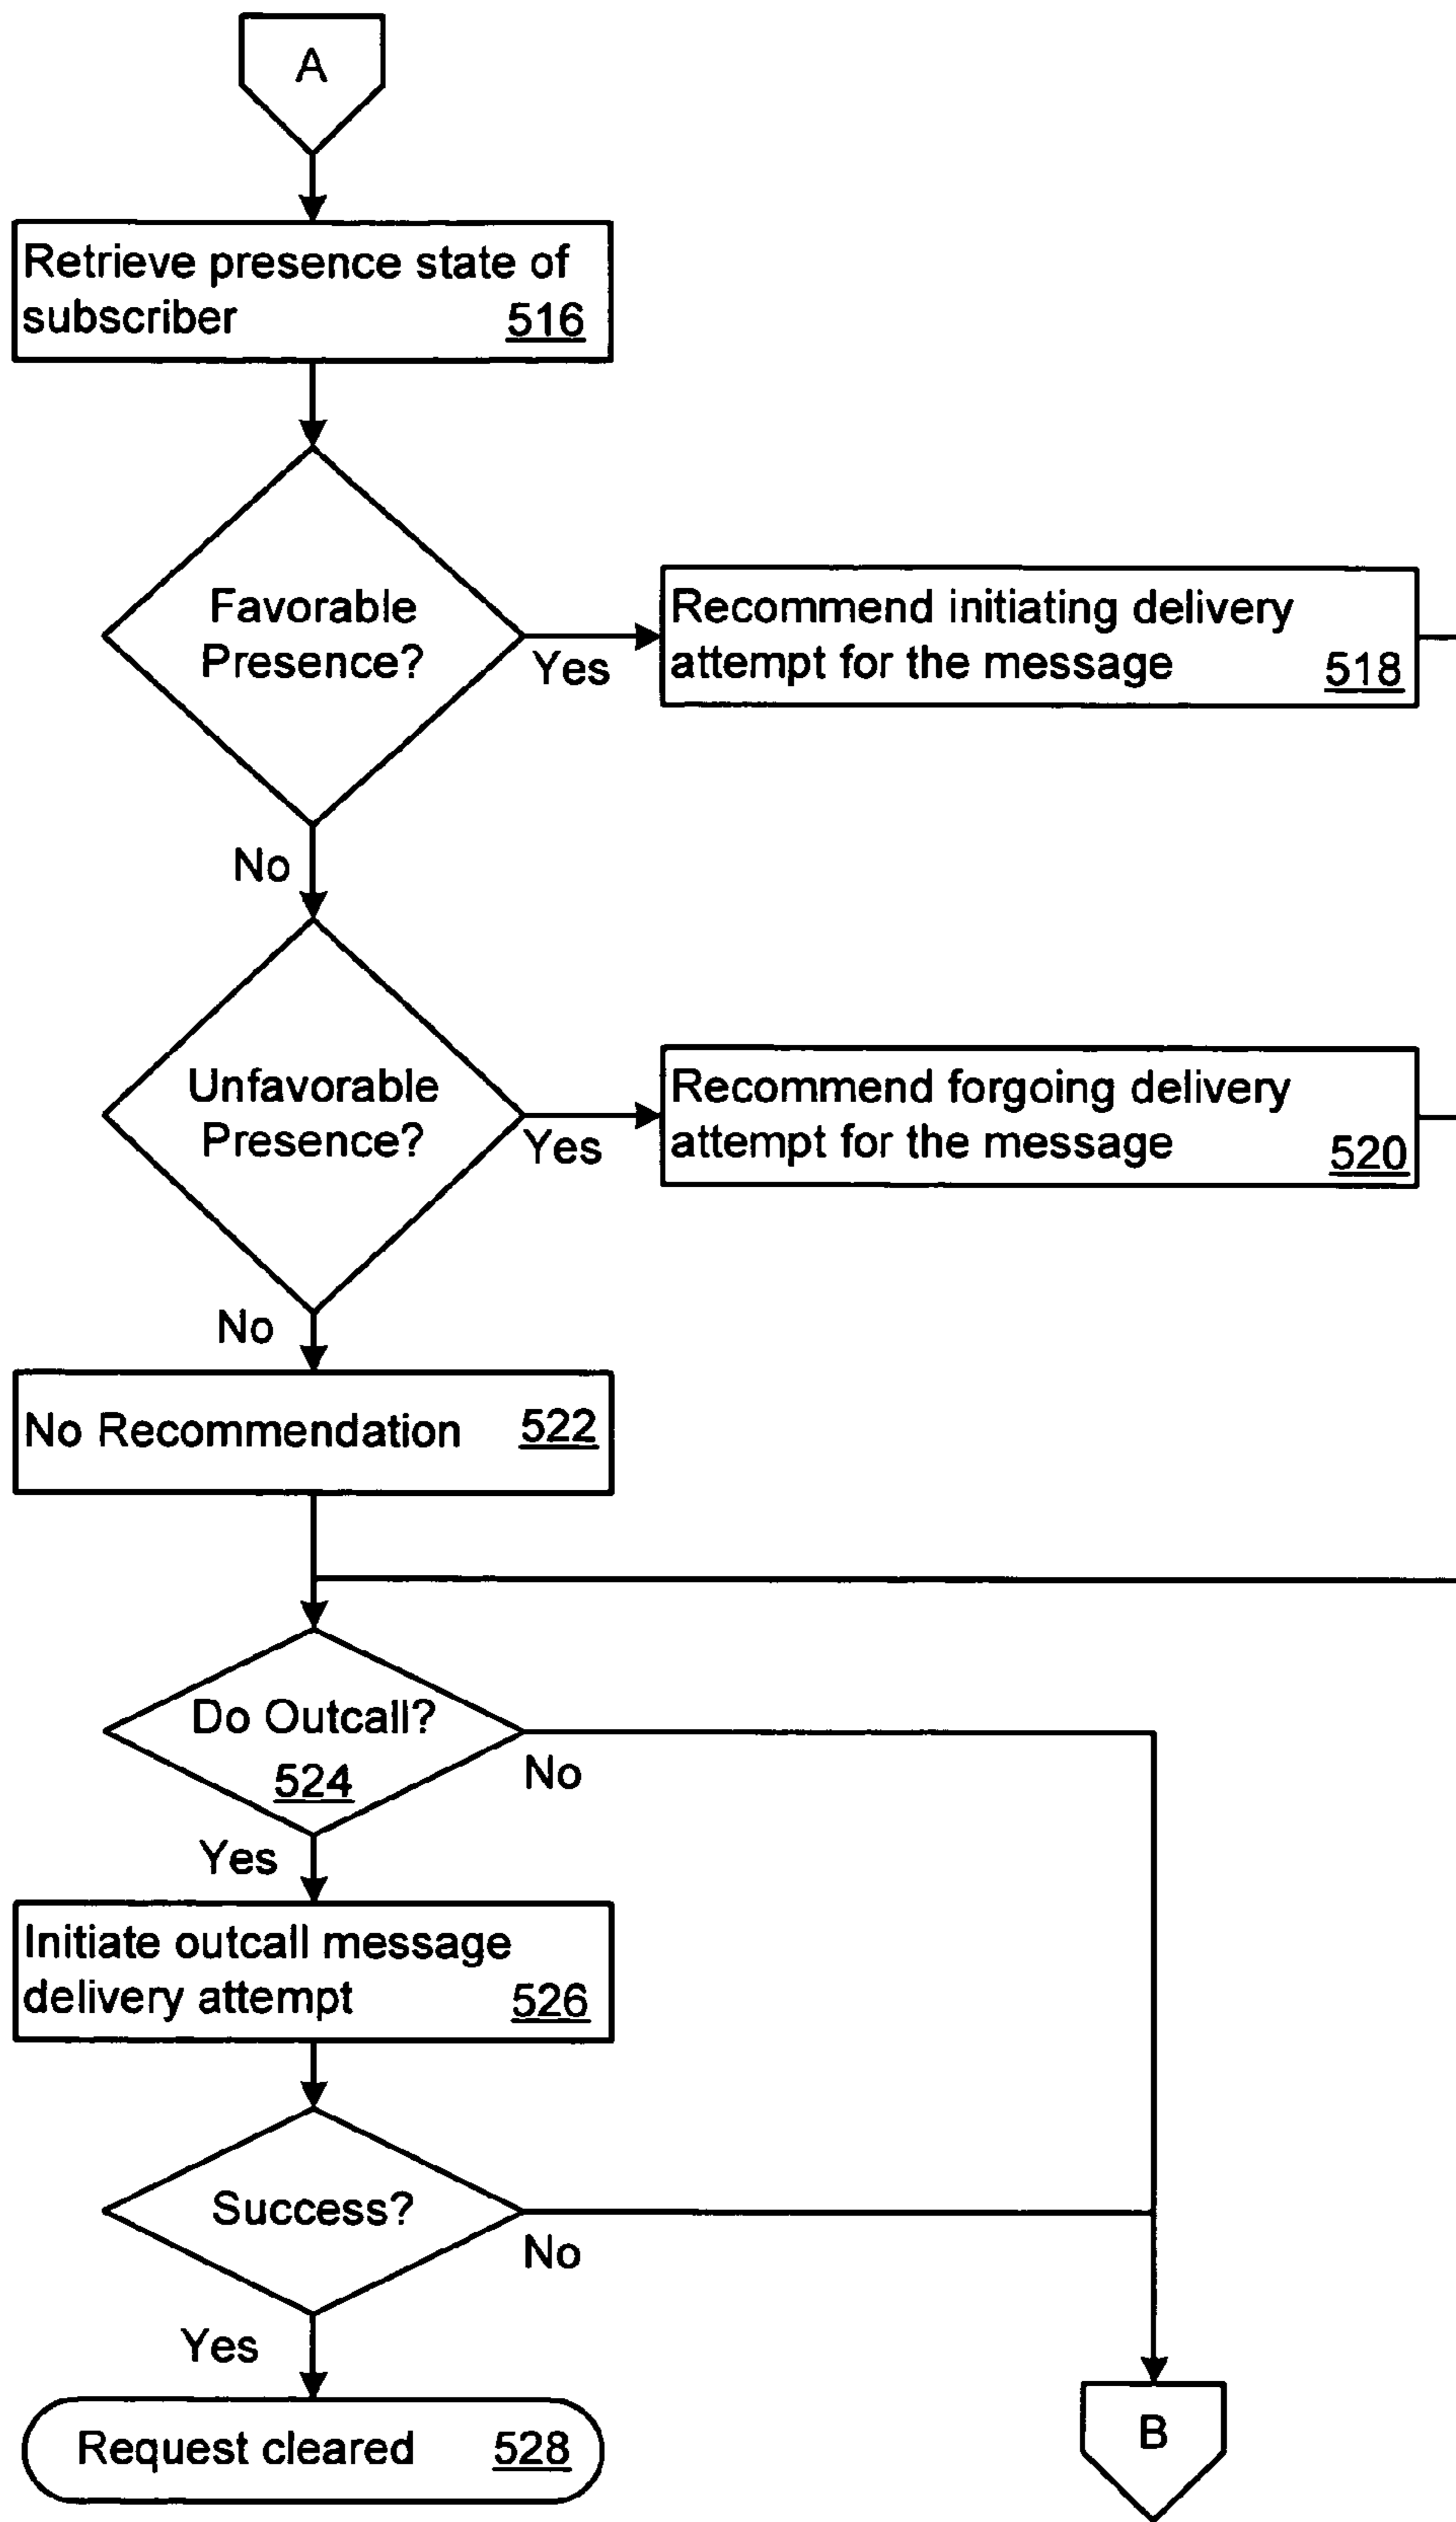 A
Retrieve presence state of
subscriber 516
Favorable
Presence?
Yes
Recommend initiating delivery
attempt for the message 518
No
Unfavorable
Presence?
Yes
Recommend forgoing delivery
attempt for the message 520
No
No Recommendation 522
Do Outcall?
524
No
Yes
Initiate outcall message
delivery attempt 526
Success?
No
Yes
Request cleared 528
B